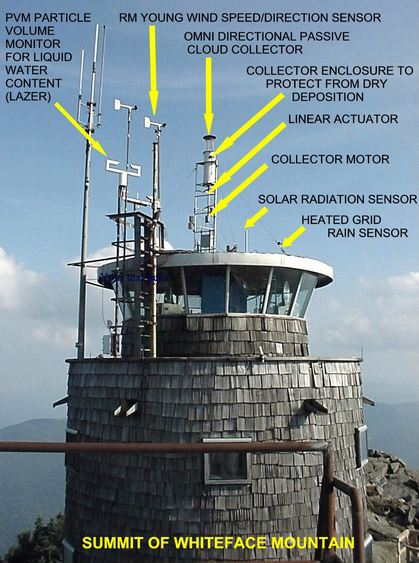 PVM PARTICLE
VOLUME
MONITOR
FOR LIQUID
WATER
CONTENT
(LAZER)
RM YOUNG WIND SPEED/DIRECTION SENSOR
OMNI DIRECTIONAL PASSIVE
CLOUD COLLECTOR
COLLECTOR ENCLOSURE TO
PROTECT FROM DRY
DEPOSITION
LINEAR ACTUATOR
COLLECTOR MOTOR
SOLAR RADIATION SENSOR
HEATED GRID
RAIN SENSOR
SUMMIT OF WHITEFACE MOUNTAIN